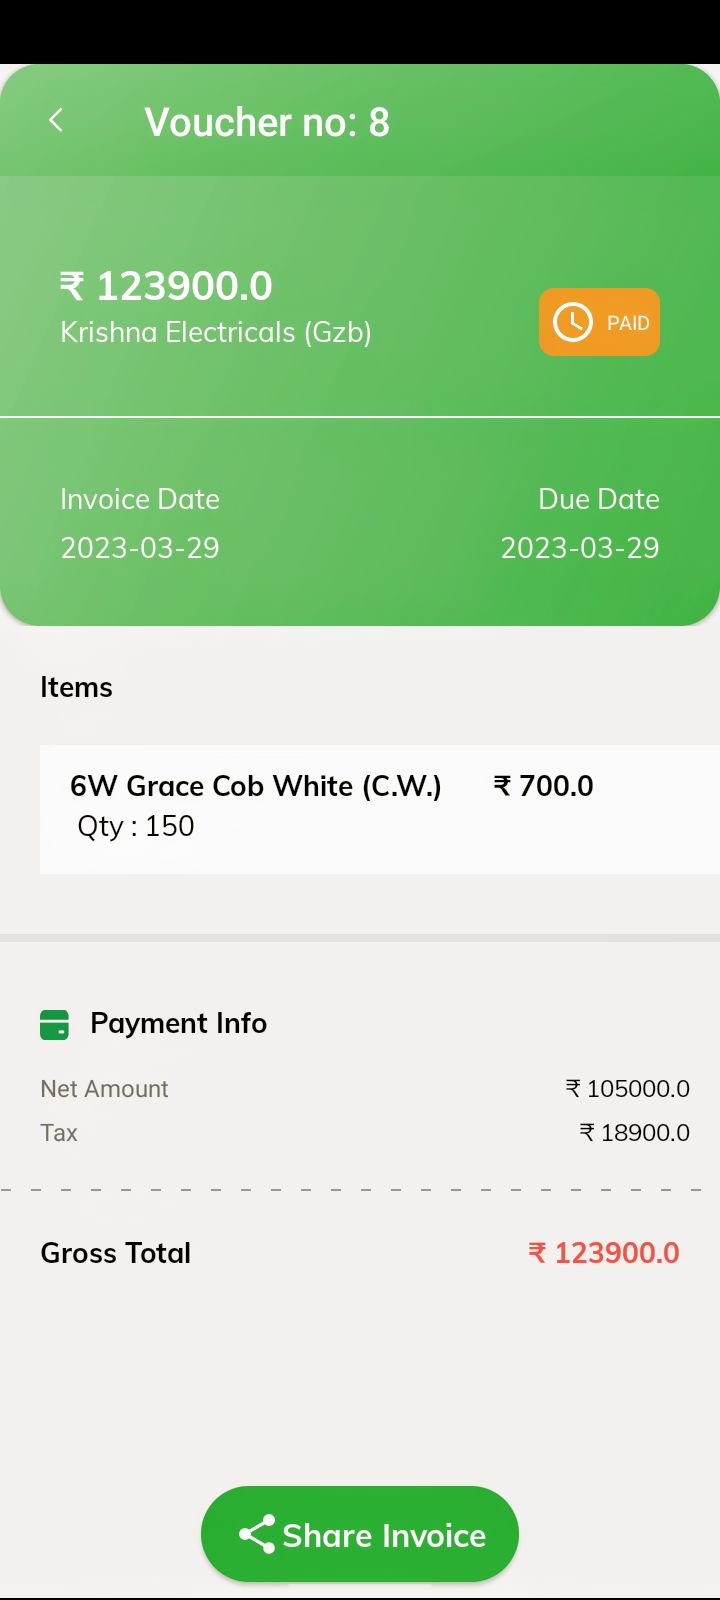 Voucher no: 8
₹ 123900.0
Krishna Electricals (Gzb)
PAID
Invoice Date Due Date
2023-03-29 2023-03-29
Items
6W Grace Cob White (C.W.) ₹ 700.0
Qty : 150
Payment Info
Net Amount ₹ 105000.0
Tax ₹ 18900.0
Gross Total ₹ 123900.0
Share Invoice